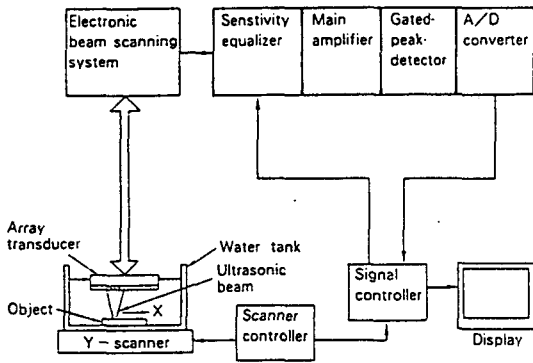 Electronic
beam scanning
system
Senstivity
equalizer
Main
amplifier
Gated-
peak-
detector
A/D
converter
Array
transducer
Water tank
Ultrasonic
beam
X
Object
Y-scanner
Scanner
controller
Signal
controller
Display